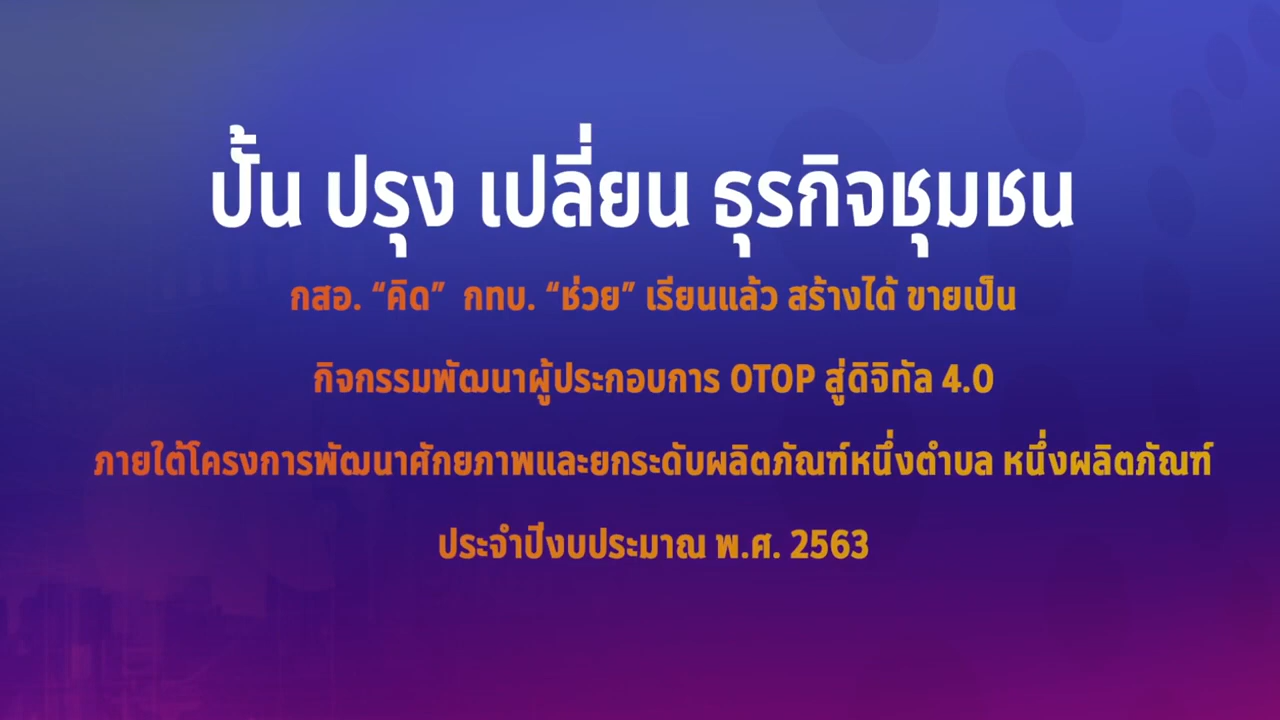 ปั้น ปรุง เปลี่ยน ธุรกิจชุมชน
กสอ. “คิด” กทบ. “ช่วย” เรียนแล้ว สร้างได้ ขายเป็น
กิจกรรมพัฒนาผู้ประกอบการ OTOP สู่ดิจิทัล 4.0
ภายใต้โครงการพัฒนาศักยภาพและยกระดับผลิตภัณฑ์หนึ่งตำบล หนึ่งผลิตภัณฑ์
ประจำปีงบประมาณ พ.ศ. 2563